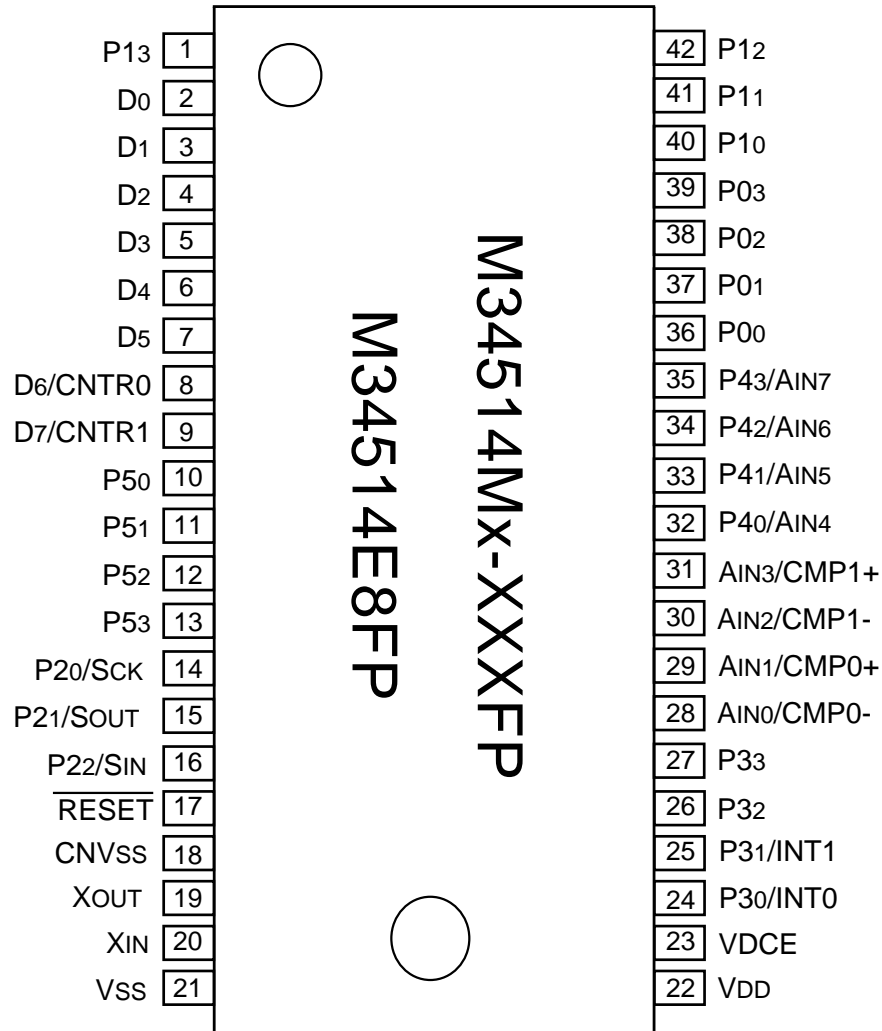 P13 1
D0 2
D1 3
D2 4
D3 5
D4 6
D5 7
D6/CNTR0 8
D7/CNTR1 9
P50 10
P51 11
P52 12
P53 13
P20/SCK 14
P21/SOUT 15
P22/SIN 16
RESET 17
CNVSS 18
XOUT 19
XIN 20
VSS 21
M34514E8FP
M34514Mx-XXXFP
42 P12
41 P11
40 P10
39 P03
38 P02
37 P01
36 P00
35 P43/AIN7
34 P42/AIN6
33 P41/AIN5
32 P40/AIN4
31 AIN3/CMP1+
30 AIN2/CMP1-
29 AIN1/CMP0+
28 AIN0/CMP0-
27 P33
26 P32
25 P31/INT1
24 P30/INT0
23 VDCE
22 VDD